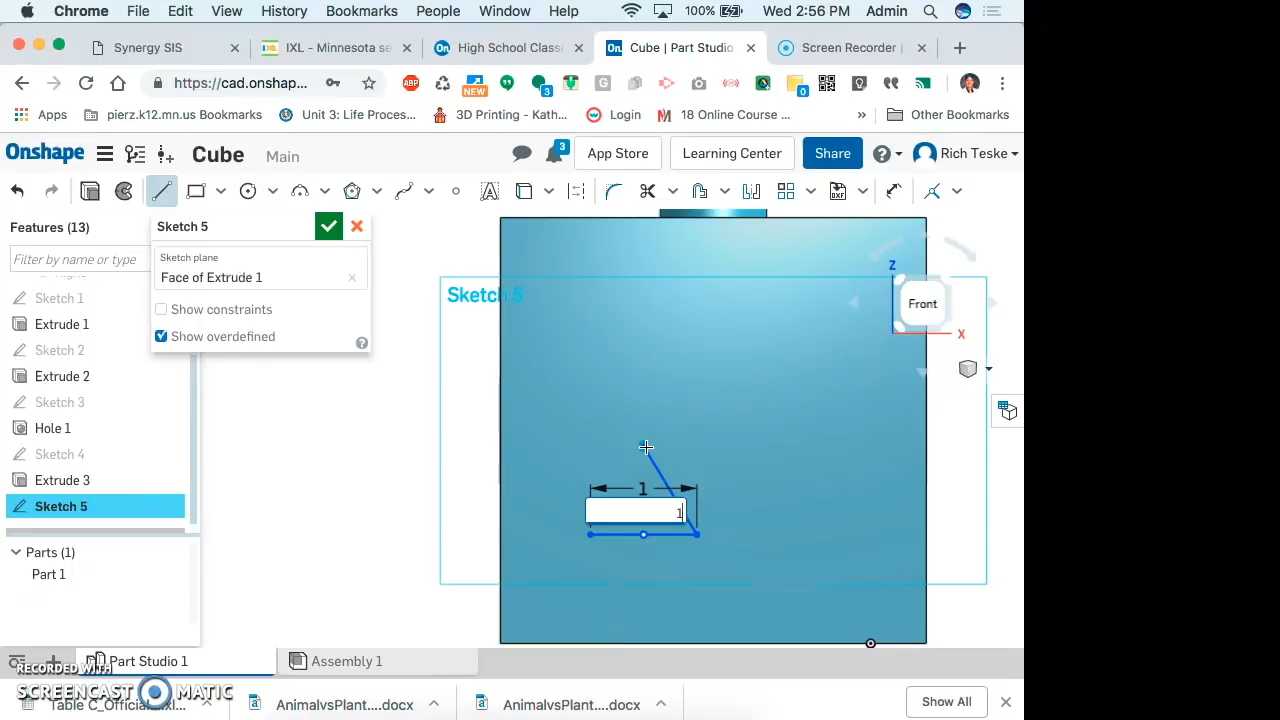 Chrome File Edit View History Bookmarks People Window Help 100% Wed 2:56 PM Admin
Synergy SIS IXL - Minnesota se High School Class On. Cube | Part Studio Screen Recorder |
https://cad.onshap... ABP NEW 3 G 0
Apps pierz.k12.mn.us Bookmarks Unit 3: Life Proces... 3D Printing - Kath... Login 18 Online Course ... » Other Bookmarks
Onshape Cube Main 3 App Store Learning Center Share Rich Teske
Features (13)
Filter by name or type
Sketch 1
Extrude 1
Sketch 2
Extrude 2
Sketch 3
Hole 1
Sketch 4
Extrude 3
Sketch 5
Parts (1)
Part 1
Sketch 5
Sketch plane
Face of Extrude 1
Show constraints
Show overdefined
Sketch 5
Z
Front
X
1
1
Part Studio 1 Assembly 1
RECORDED WITH
SCREENCAST MATIC
Table C_Official...xl... AnimalvsPlant....docx AnimalvsPlant....docx Show All